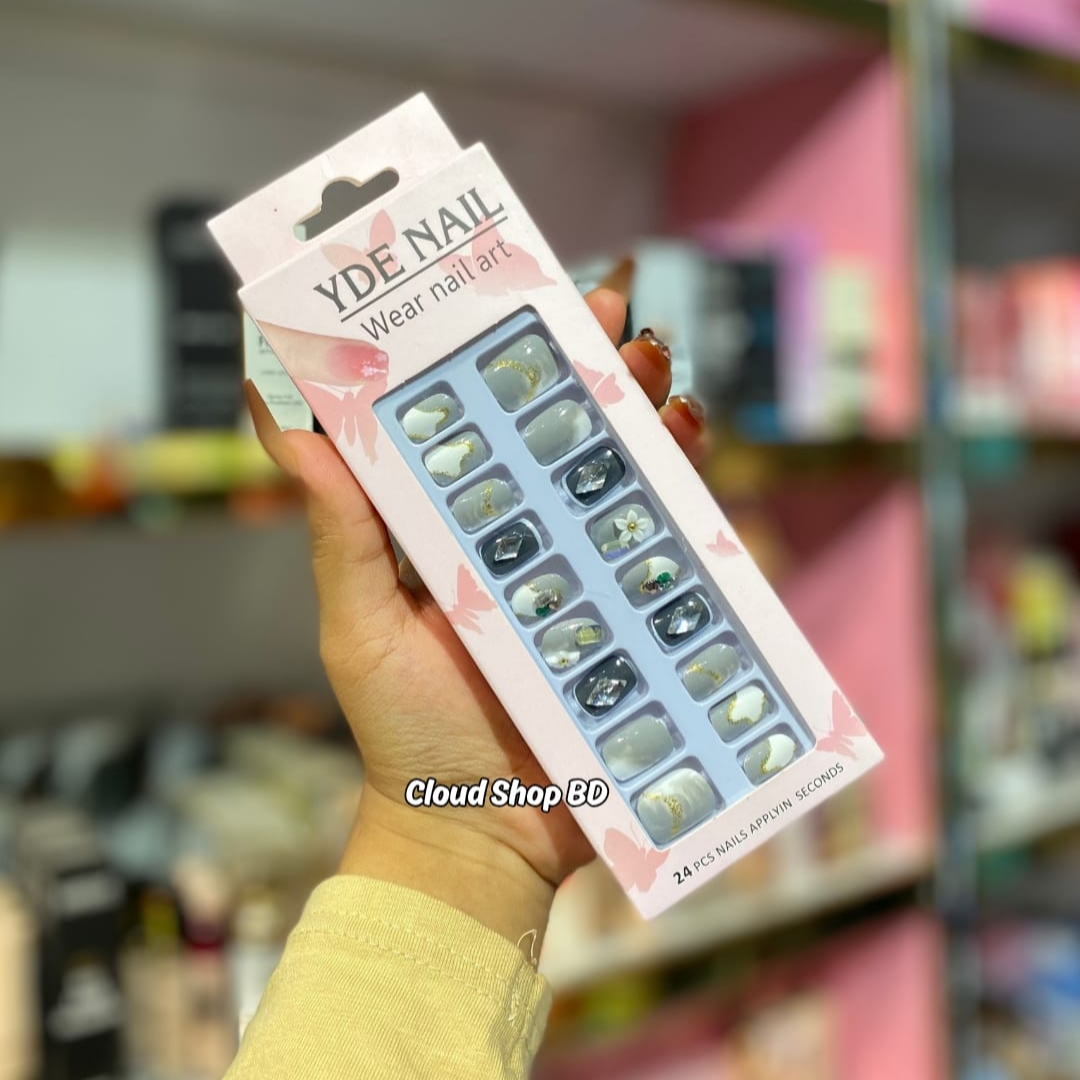 YDE NAIL
Wear nail art
Cloud Shop BD
24 PCS NAILS APPLYIN SECONDS